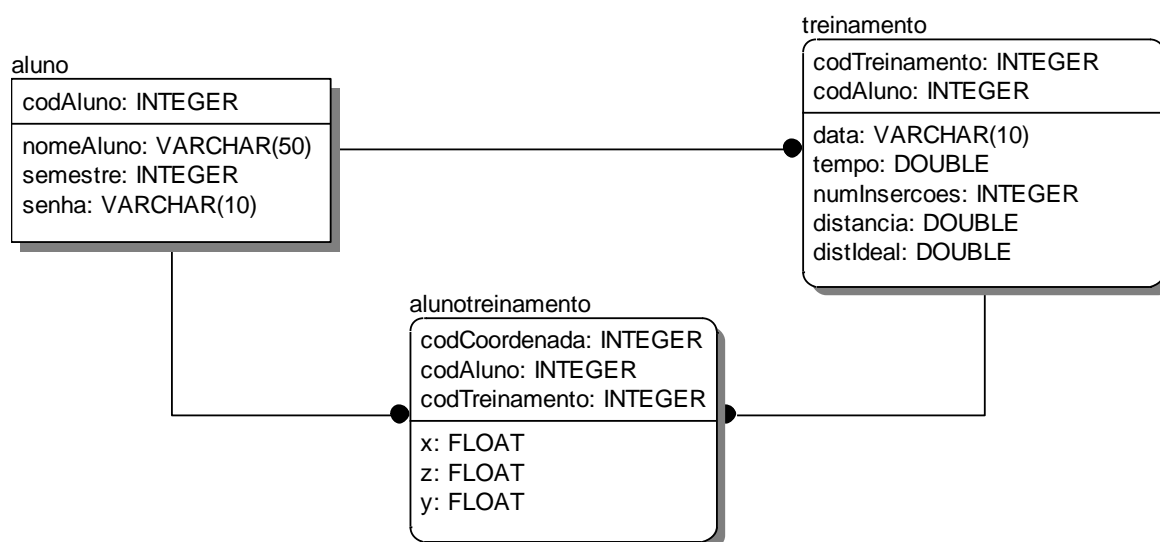 aluno
codAluno: INTEGER
nomeAluno: VARCHAR(50)
semestre: INTEGER
senha: VARCHAR(10)
treinamento
codTreinamento: INTEGER
codAluno: INTEGER
data: VARCHAR(10)
tempo: DOUBLE
numInsercoes: INTEGER
distancia: DOUBLE
distIdeal: DOUBLE
alunotreinamento
codCoordenada: INTEGER
codAluno: INTEGER
codTreinamento: INTEGER
x: FLOAT
z: FLOAT
y: FLOAT